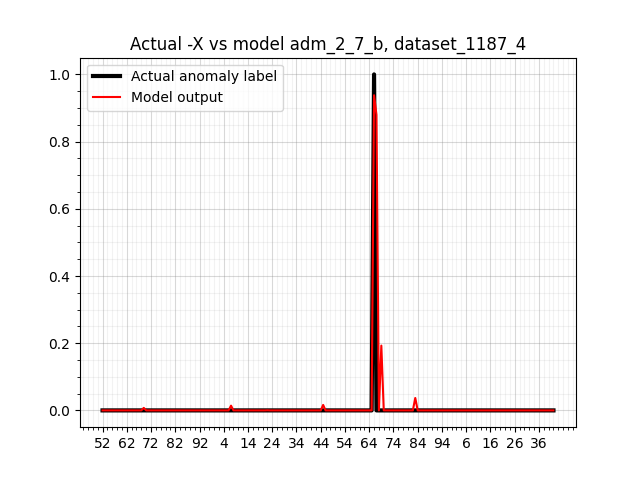 Actual -X vs model adm_2_7_b, dataset_1187_4
Actual anomaly label
Model output
1.0
0.8
0.6
0.4
0.2
0.0
52 62 72 82 92 4 14 24 34 44 54 64 74 84 94 6 16 26 36